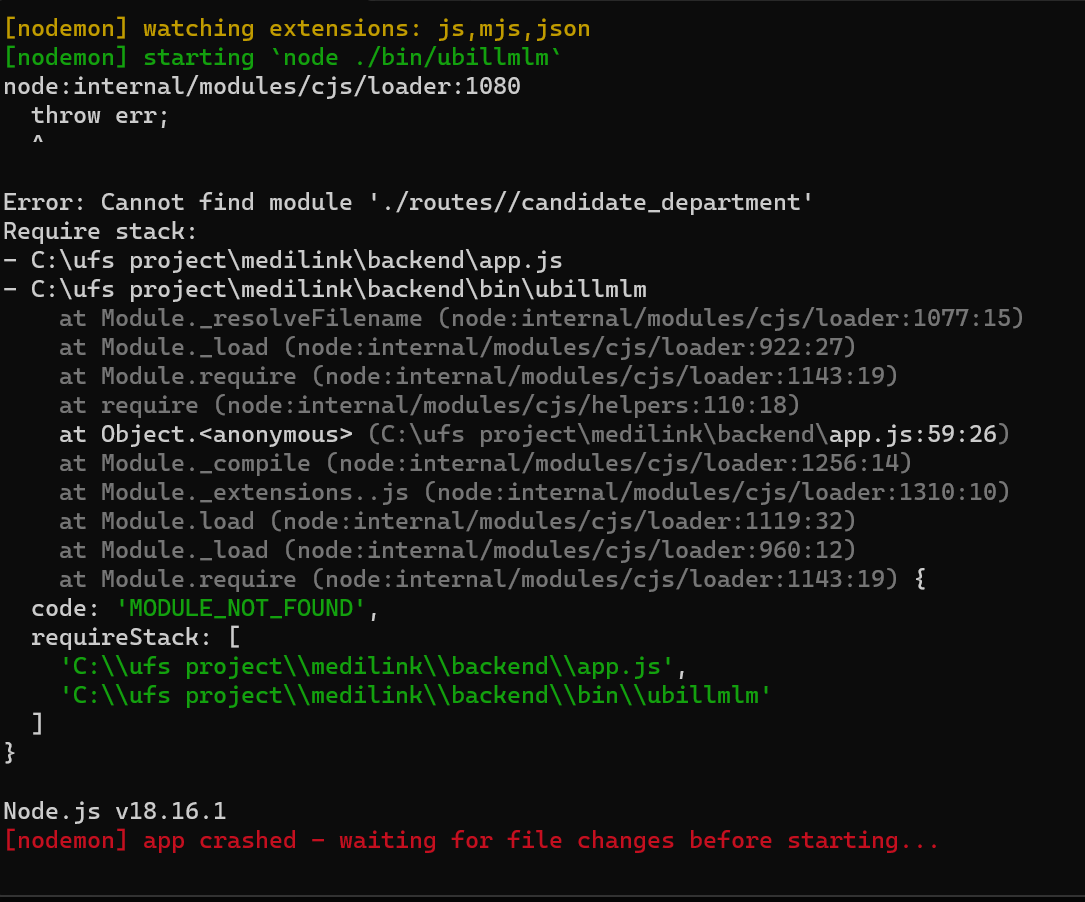 [nodemon] watching extensions: js,mjs,json
[nodemon] starting `node ./bin/ubillmlm`
node:internal/modules/cjs/loader:1080
  throw err;
  ^

Error: Cannot find module './routes//candidate_department'
Require stack:
- C:\ufs project\medilink\backend\app.js
- C:\ufs project\medilink\backend\bin\ubillmlm
    at Module._resolveFilename (node:internal/modules/cjs/loader:1077:15)
    at Module._load (node:internal/modules/cjs/loader:922:27)
    at Module.require (node:internal/modules/cjs/loader:1143:19)
    at require (node:internal/modules/cjs/helpers:110:18)
    at Object.<anonymous> (C:\ufs project\medilink\backend\app.js:59:26)
    at Module._compile (node:internal/modules/cjs/loader:1256:14)
    at Module._extensions..js (node:internal/modules/cjs/loader:1310:10)
    at Module.load (node:internal/modules/cjs/loader:1119:32)
    at Module._load (node:internal/modules/cjs/loader:960:12)
    at Module.require (node:internal/modules/cjs/loader:1143:19) {
  code: 'MODULE_NOT_FOUND',
  requireStack: [
    'C:\\ufs project\\medilink\\backend\\app.js',
    'C:\\ufs project\\medilink\\backend\\bin\\ubillmlm'
  ]
}

Node.js v18.16.1
[nodemon] app crashed - waiting for file changes before starting...